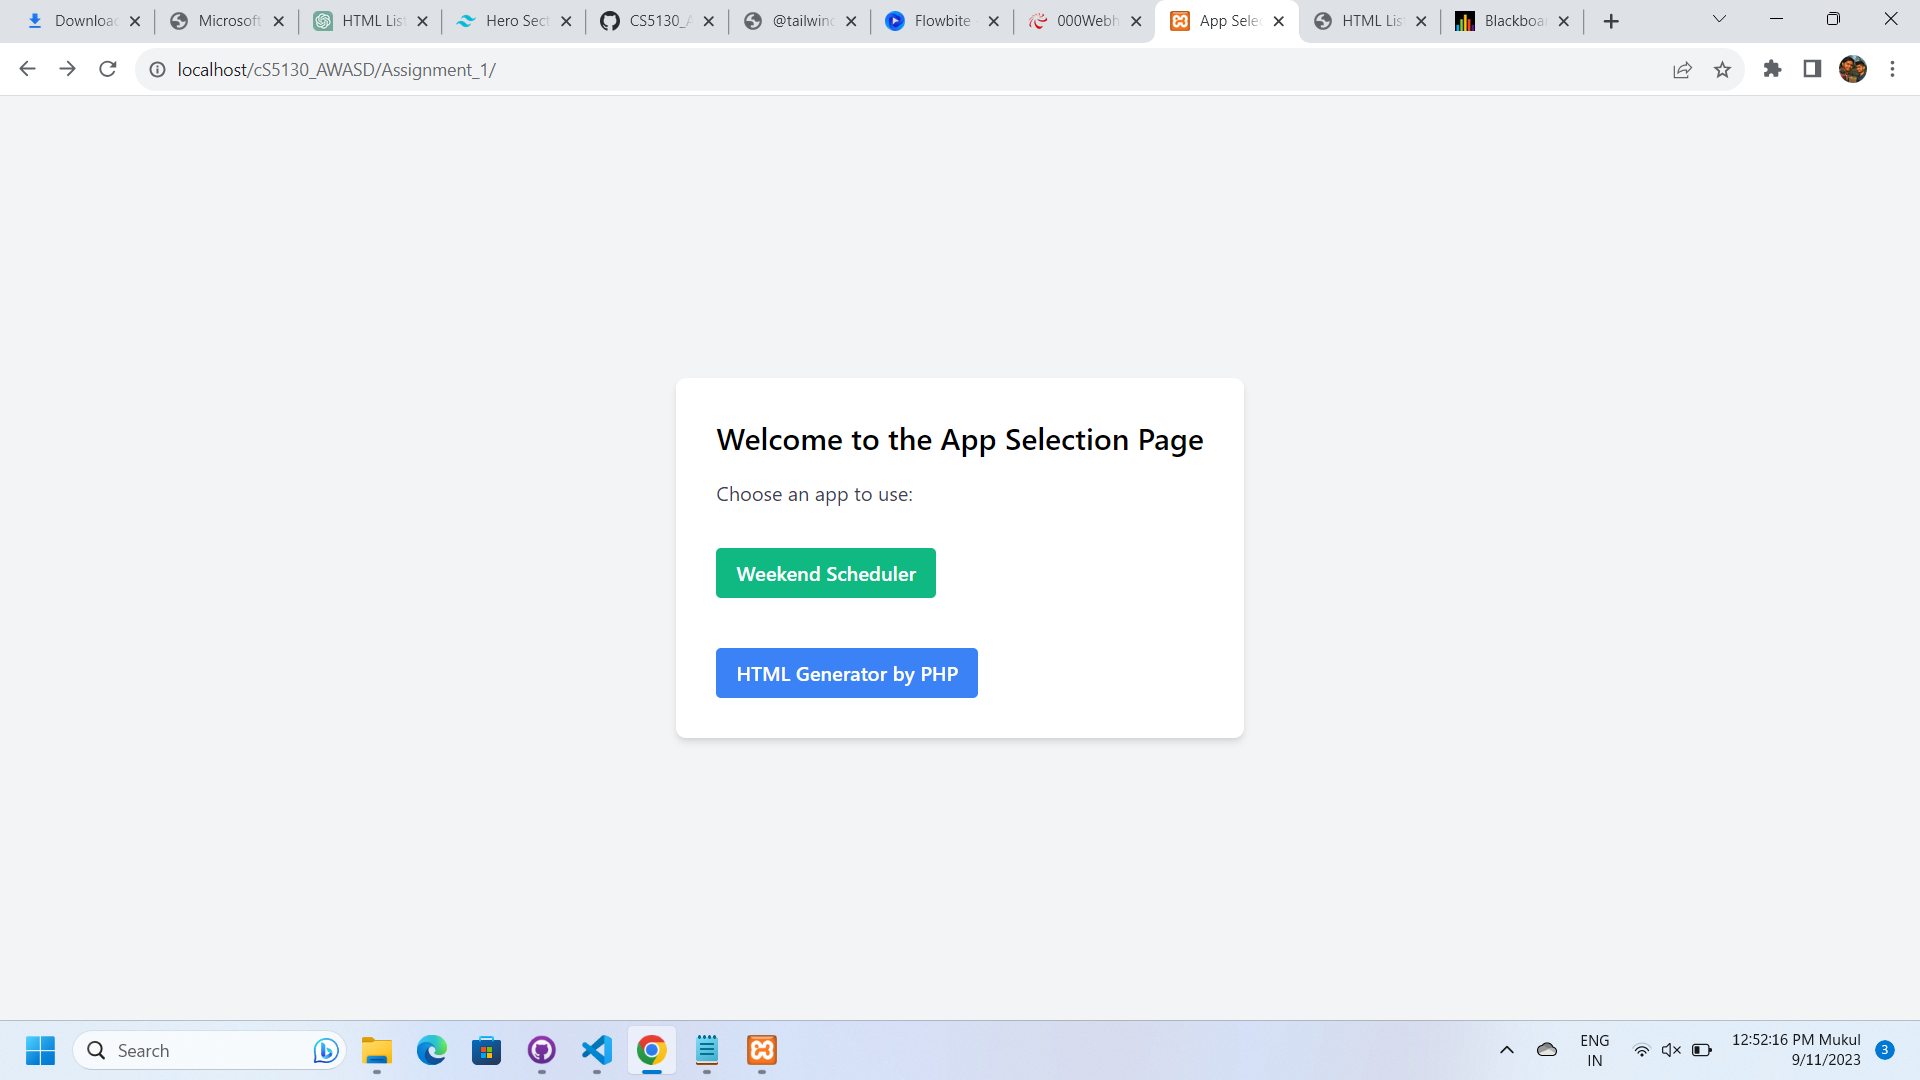 Download
Microsoft
HTML List
Hero Sect
CS5130_A
@tailwind
Flowbite
000Webh
App Selec
HTML List
Blackboar
localhost/cS5130_AWASD/Assignment_1/
Welcome to the App Selection Page
Choose an app to use:
Weekend Scheduler
HTML Generator by PHP
Search
ENG
IN
12:52:16 PM Mukul
9/11/2023
3